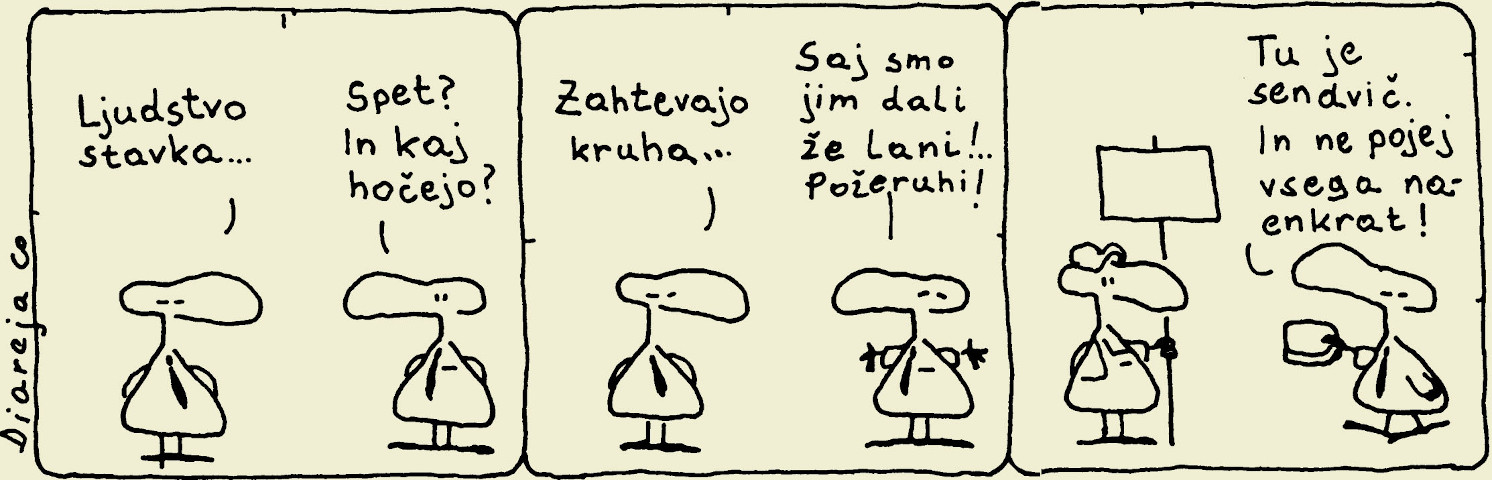 Diareja co
Ljudstvo
stavka...
Spet?
In kaj
hočejo?
Zahtevajo
kruha...
Saj smo
jim dali
že lani!..
Požeruhi!
Tu je
sendvič.
In ne pojej
vsega na-
enkrat!